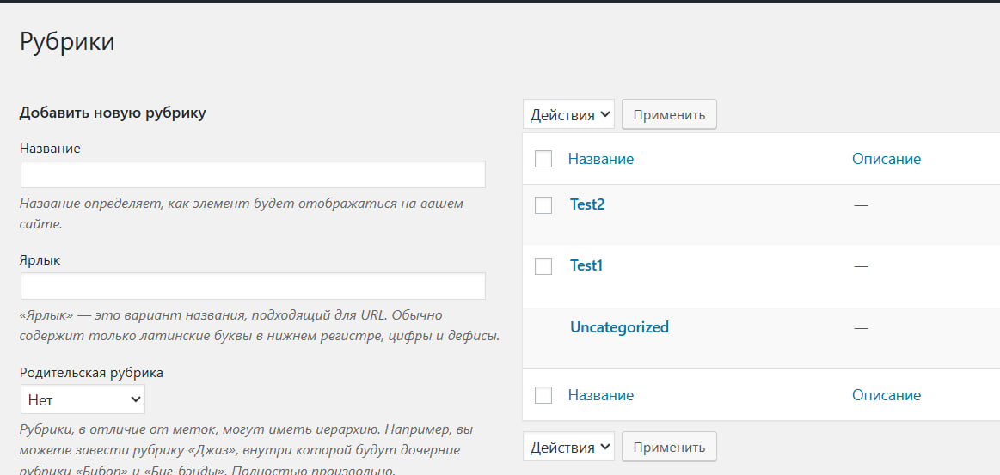 Рубрики
Добавить новую рубрику
Название
Название определяет, как элемент будет отображаться на вашем
сайте.
Ярлык
«Ярлык» — это вариант названия, подходящий для URL. Обычно
содержит только латинские буквы в нижнем регистре, цифры и дефисы.
Родительская рубрика
Нет
Рубрики, в отличие от меток, могут иметь иерархию. Например, вы
можете завести рубрику «Джаз», внутри которой будут дочерние
рубрики «Бибоп» и «Биг-бэнды». Полностью произвольно.
Действия Применить
Название Описание
Test2 —
Test1 —
Uncategorized —
Название Описание
Действия Применить